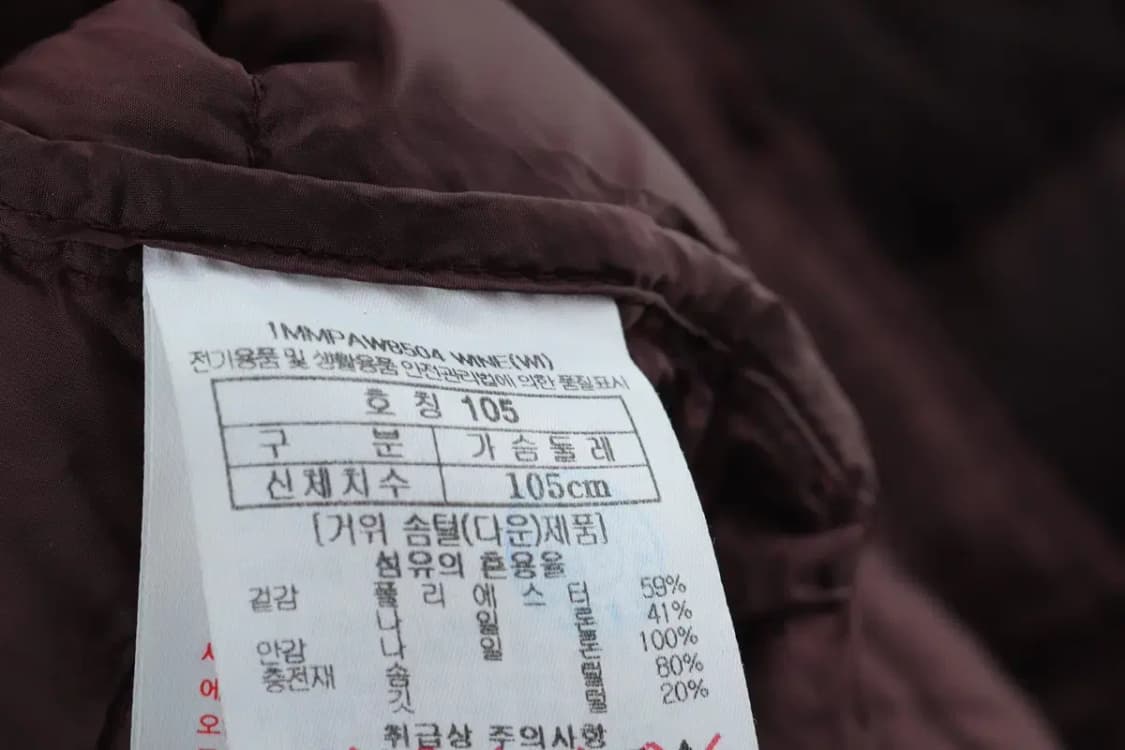 1MMPAW8504 WINE(WI)
전기용품 및 생활용품 안전관리법에 의한 품질표시
호 칭 105
구 분 가슴둘레
신체치수 105cm
[거위 솜털(다운)제품]
섬유의 혼용율
겉감 폴리에스터 59%
나일론 41%
안감 나일론 100%
충전재 솜털 80%
깃털 20%
취급상 주의사항
에
오